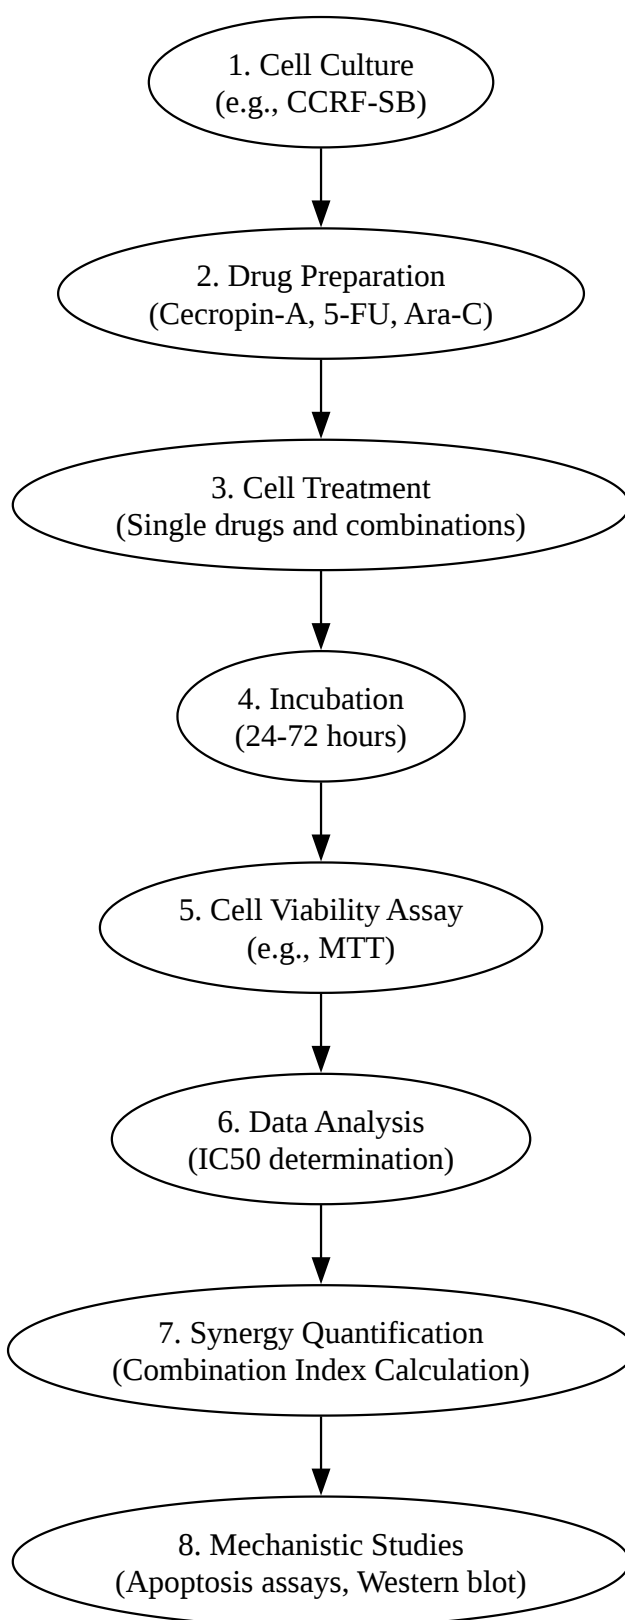 1. Cell Culture
(e.g., CCRF-SB)
2. Drug Preparation
(Cecropin-A, 5-FU, Ara-C)
3. Cell Treatment
(Single drugs and combinations)
4. Incubation
(24-72 hours)
5. Cell Viability Assay
(e.g., MTT)
6. Data Analysis
(IC50 determination)
7. Synergy Quantification
(Combination Index Calculation)
8. Mechanistic Studies
(Apoptosis assays, Western blot)